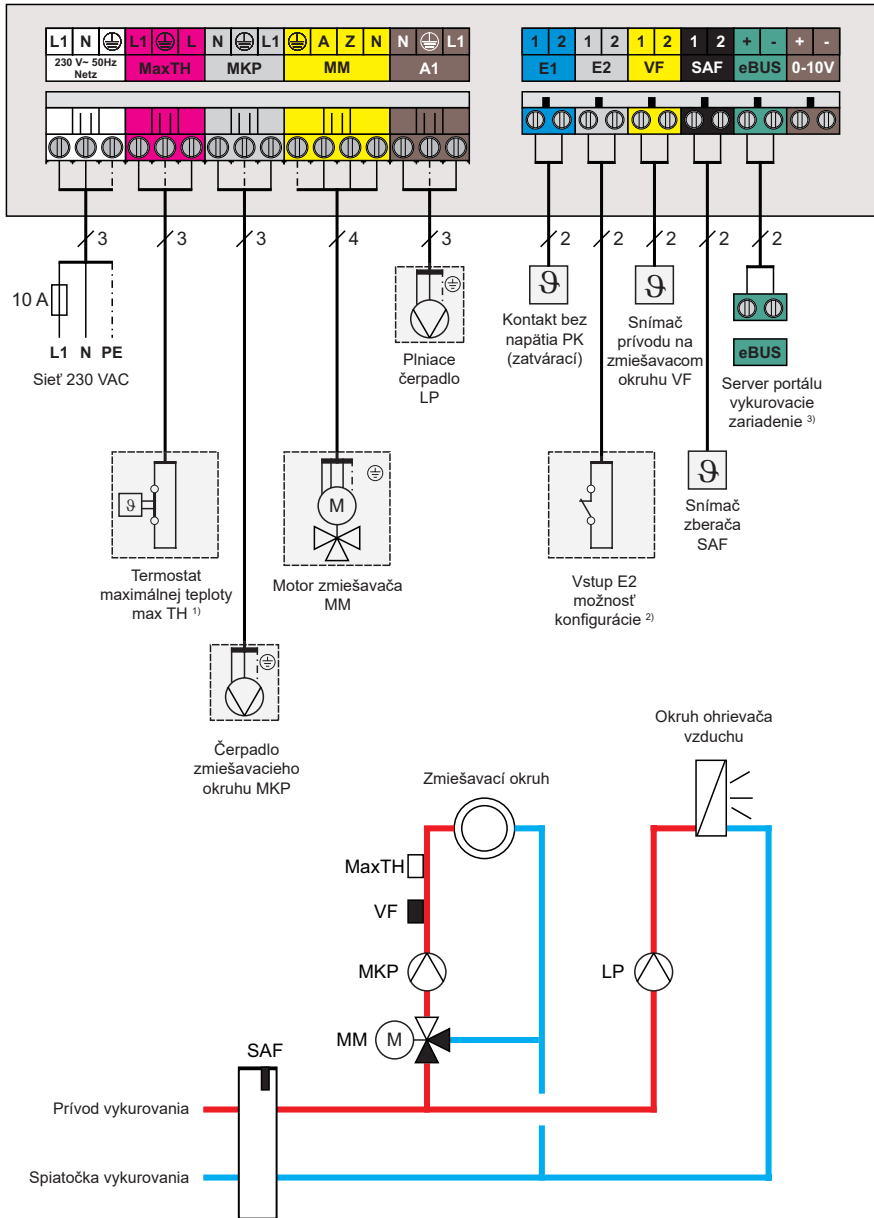 L1 N L1 L N L1 A Z N N L1
230 V~ 50Hz
Netz
MaxTH MKP MM A1
1 2 1 2 1 2 1 2 + - + -
E1 E2 VF SAF eBUS 0-10V
3 3 3 4 3 2 2 2 2 2
10 A
L1 N PE
Sieť 230 VAC
Plniace
čerpadlo
LP
ϑ
Kontakt bez
napätia PK
(zatvárací)
ϑ
Snímač
prívodu na
zmiešavacom
okruhu VF
eBUS
Server portálu
vykurovacie
zariadenie 3)
ϑ
Termostat
maximálnej teploty
max TH 1)
M
Motor zmiešavača
MM
Vstup E2
možnosť
konfigurácie 2)
ϑ
Snímač
zberača
SAF
Čerpadlo
zmiešavacieho
okruhu MKP
Okruh ohrievača
vzduchu
Zmiešavací okruh
MaxTH
VF
MKP
LP
MM M
SAF
Prívod vykurovania
Spiatočka vykurovania